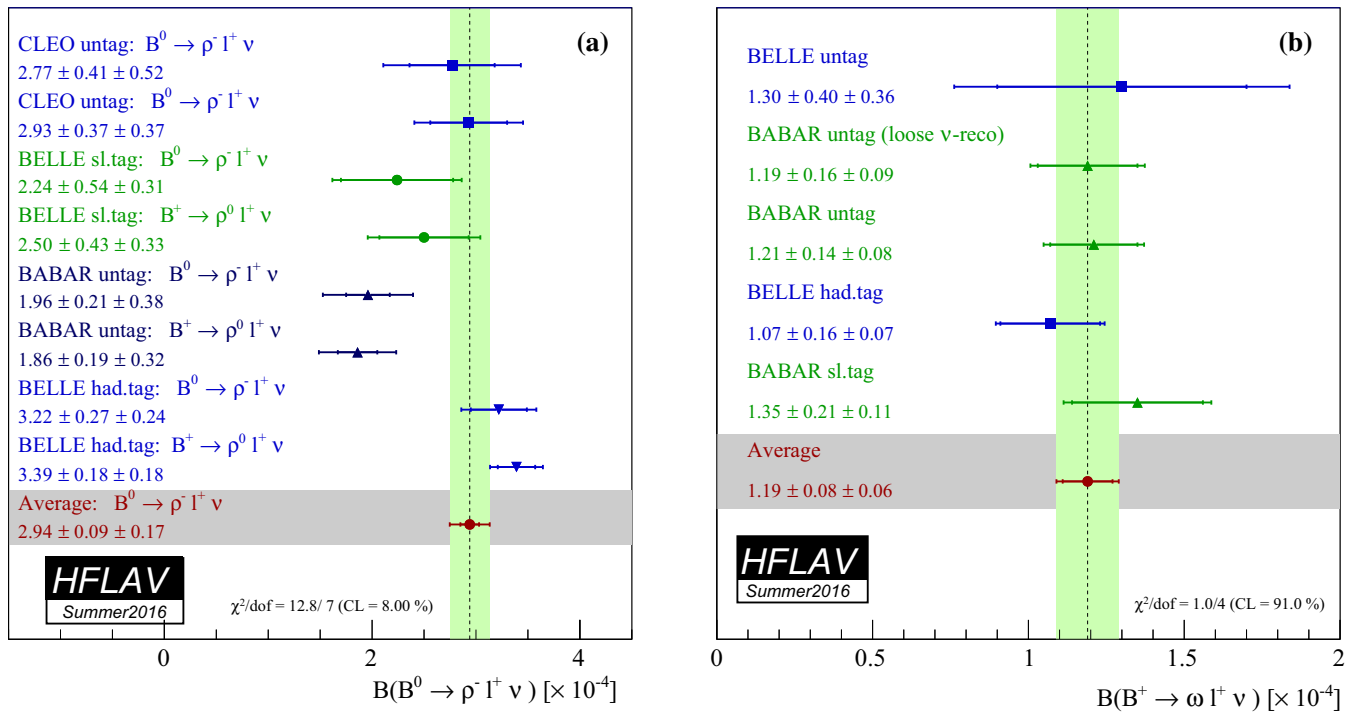 (a)
CLEO untag: B⁰ → ρ⁻ l⁺ ν
2.77 ± 0.41 ± 0.52
CLEO untag: B⁰ → ρ⁻ l⁺ ν
2.93 ± 0.37 ± 0.37
BELLE sl.tag: B⁰ → ρ⁻ l⁺ ν
2.24 ± 0.54 ± 0.31
BELLE sl.tag: B⁺ → ρ⁰ l⁺ ν
2.50 ± 0.43 ± 0.33
BABAR untag: B⁰ → ρ⁻ l⁺ ν
1.96 ± 0.21 ± 0.38
BABAR untag: B⁺ → ρ⁰ l⁺ ν
1.86 ± 0.19 ± 0.32
BELLE had.tag: B⁰ → ρ⁻ l⁺ ν
3.22 ± 0.27 ± 0.24
BELLE had.tag: B⁺ → ρ⁰ l⁺ ν
3.39 ± 0.18 ± 0.18
Average: B⁰ → ρ⁻ l⁺ ν
2.94 ± 0.09 ± 0.17
HFLAV
Summer2016
χ²/dof = 12.8/ 7 (CL = 8.00 %)
0 2 4
B(B⁰ → ρ⁻ l⁺ ν ) [× 10⁻⁴]
(b)
BELLE untag
1.30 ± 0.40 ± 0.36
BABAR untag (loose ν-reco)
1.19 ± 0.16 ± 0.09
BABAR untag
1.21 ± 0.14 ± 0.08
BELLE had.tag
1.07 ± 0.16 ± 0.07
BABAR sl.tag
1.35 ± 0.21 ± 0.11
Average
1.19 ± 0.08 ± 0.06
HFLAV
Summer2016
χ²/dof = 1.0/4 (CL = 91.0 %)
0 0.5 1 1.5 2
B(B⁺ → ω l⁺ ν ) [× 10⁻⁴]